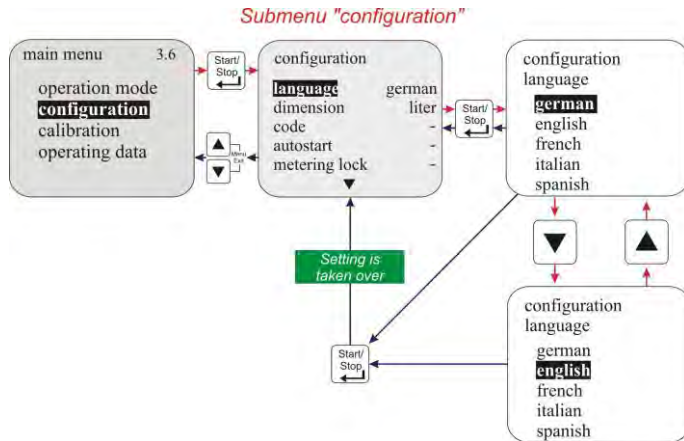 Submenu "configuration"
main menu 3.6
operation mode
configuration
calibration
operating data
Start/
Stop
Menu
Exit
configuration
language german
dimension liter
code -
autostart -
metering lock -
Start/
Stop
configuration
language
german
english
french
italian
spanish
Setting is
taken over
Start/
Stop
configuration
language
german
english
french
italian
spanish